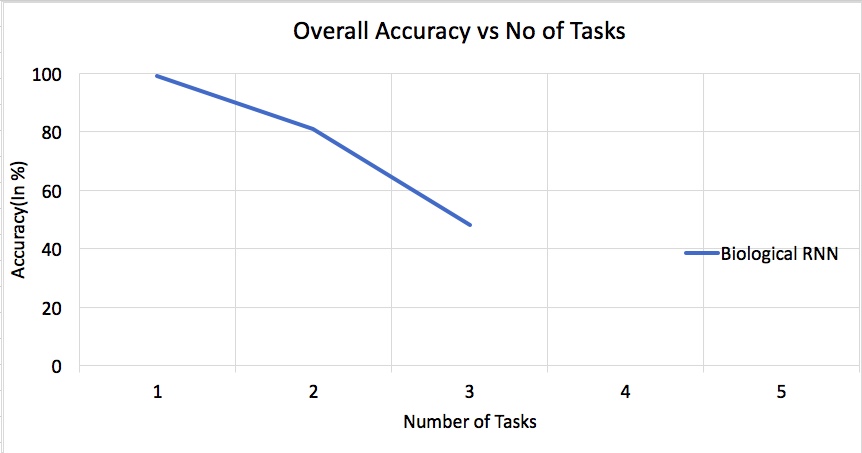 Overall Accuracy vs No of Tasks
100
80
60
40
20
0
Accuracy(In %)
Biological RNN
1 2 3 4 5
Number of Tasks